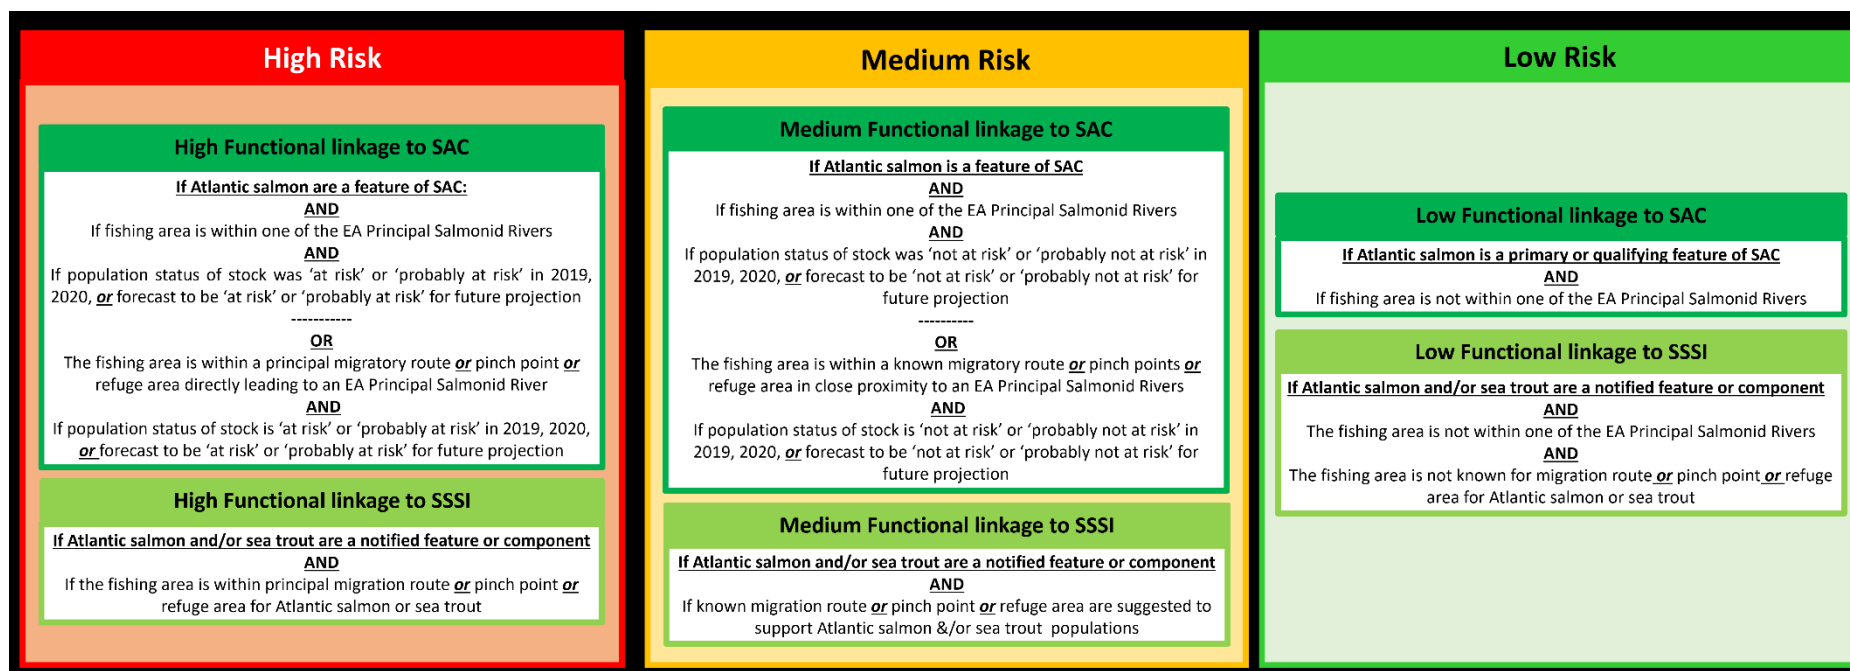 High Risk
High Functional linkage to SAC
If Atlantic salmon are a feature of SAC:
AND
If fishing area is within one of the EA Principal Salmonid Rivers
AND
If population status of stock was ‘at risk’ or ‘probably at risk’ in 2019,
2020, or forecast to be ‘at risk’ or ‘probably at risk’ for future projection
-----------
OR
The fishing area is within a principal migratory route or pinch point or
refuge area directly leading to an EA Principal Salmonid River
AND
If population status of stock is ‘at risk’ or ‘probably at risk’ in 2019, 2020,
or forecast to be ‘at risk’ or ‘probably at risk’ for future projection
High Functional linkage to SSSI
If Atlantic salmon and/or sea trout are a notified feature or component
AND
If the fishing area is within principal migration route or pinch point or
refuge area for Atlantic salmon or sea trout
Medium Risk
Medium Functional linkage to SAC
If Atlantic salmon is a feature of SAC
AND
If fishing area is within one of the EA Principal Salmonid Rivers
AND
If population status of stock was ‘not at risk’ or ‘probably not at risk’ in
2019, 2020, or forecast to be ‘not at risk’ or ‘probably not at risk’ for
future projection
----------
OR
The fishing area is within a known migratory route or pinch points or
refuge area in close proximity to an EA Principal Salmonid Rivers
AND
If population status of stock is ‘not at risk’ or ‘probably not at risk’ in
2019, 2020, or forecast to be ‘not at risk’ or ‘probably not at risk’ for
future projection
Medium Functional linkage to SSSI
If Atlantic salmon and/or sea trout are a notified feature or component
AND
If known migration route or pinch point or refuge area are suggested to
support Atlantic salmon &/or sea trout populations
Low Risk
Low Functional linkage to SAC
If Atlantic salmon is a primary or qualifying feature of SAC
AND
If fishing area is not within one of the EA Principal Salmonid Rivers
Low Functional linkage to SSSI
If Atlantic salmon and/or sea trout are a notified feature or component
AND
The fishing area is not within one of the EA Principal Salmonid Rivers
AND
The fishing area is not known for migration route or pinch point or refuge
area for Atlantic salmon or sea trout